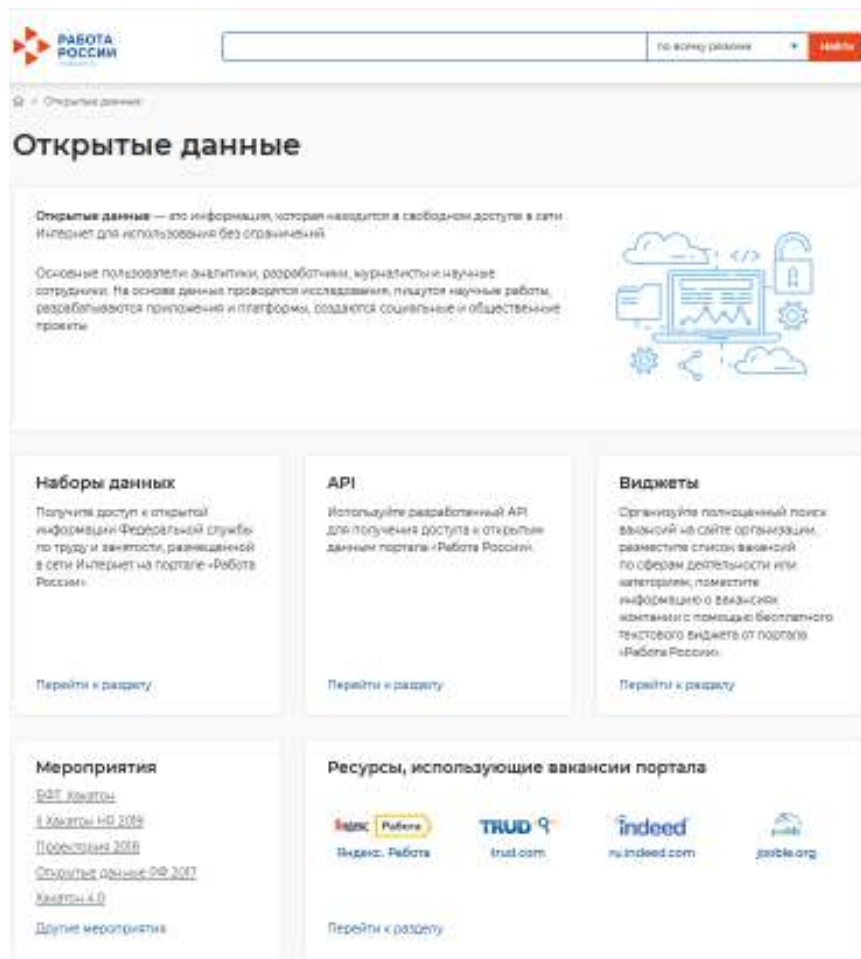 РАБОТА
РОССИИ
по всему региону
Найти
Открытые данные
Открытые данные
Открытые данные — это информация, которая находится в свободном доступе в сети
Интернет для использования без ограничений.
Основные пользователи: аналитики, разработчики, журналисты и научные
сотрудники. На основе данных проводятся исследования, пишутся научные работы,
разрабатываются приложения и платформы, создаются социальные и общественные
проекты.
</>
Наборы данных
Получите доступ к открытой
информации Федеральной службы
по труду и занятости, размещенной
в сети Интернет на портале «Работа
России».
Перейти к разделу
API
Используйте разработанный API
для получения доступа к открытым
данным портала «Работа России».
Перейти к разделу
Виджеты
Организуйте полноценный поиск
вакансий на сайте организации,
разместите список вакансий
по сферам деятельности или
категориям, поместите
информацию о вакансиях
компании с помощью бесплатного
текстового виджета от портала
«Работа России».
Перейти к разделу
Мероприятия
БФТ Хакатон
II Хакатон HR 2019
Проектория 2018
Открытые данные РФ 2017
Хакатон 4.0
Другие мероприятия
Ресурсы, использующие вакансии портала
Яндекс Работа
Яндекс. Работа
TRUD
trud.com
indeed
ru.indeed.com
jooble
jooble.org
Перейти к разделу